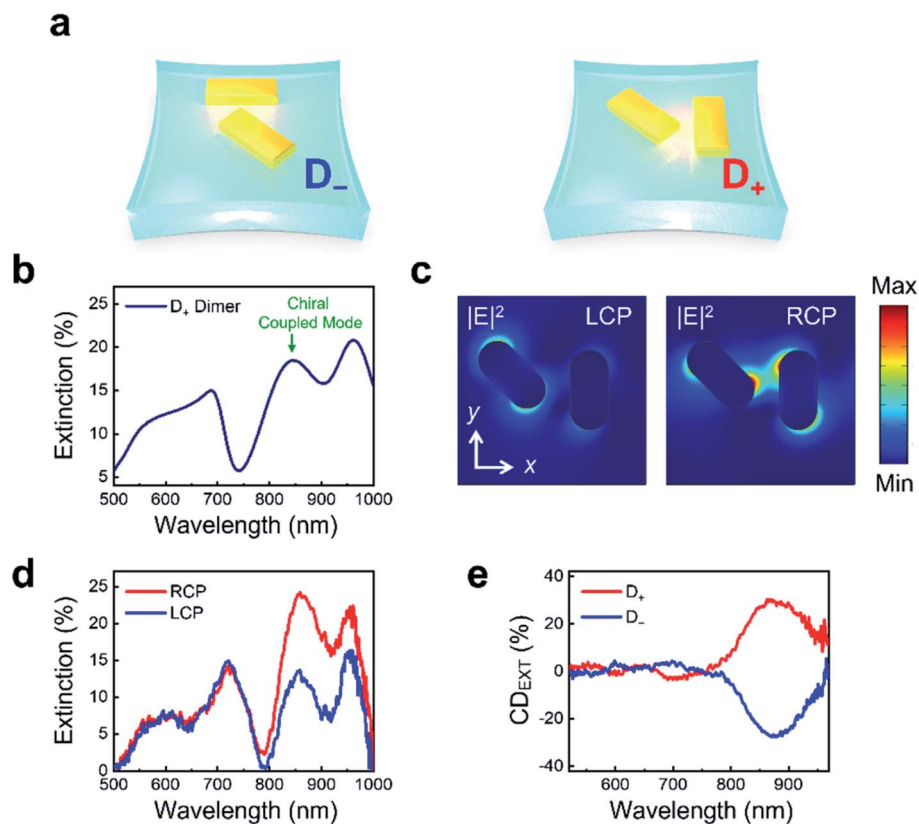 a
D−
D+
b
25
20
15
10
5
500 600 700 800 900 1000
Extinction (%)
Wavelength (nm)
D+ Dimer
Chiral
Coupled Mode
c
|E|² LCP
y
x
|E|² RCP
Max
Min
d
25
20
15
10
5
0
500 600 700 800 900 1000
Extinction (%)
Wavelength (nm)
RCP
LCP
e
40
20
0
-20
-40
600 700 800 900
CD_EXT (%)
Wavelength (nm)
D+
D−